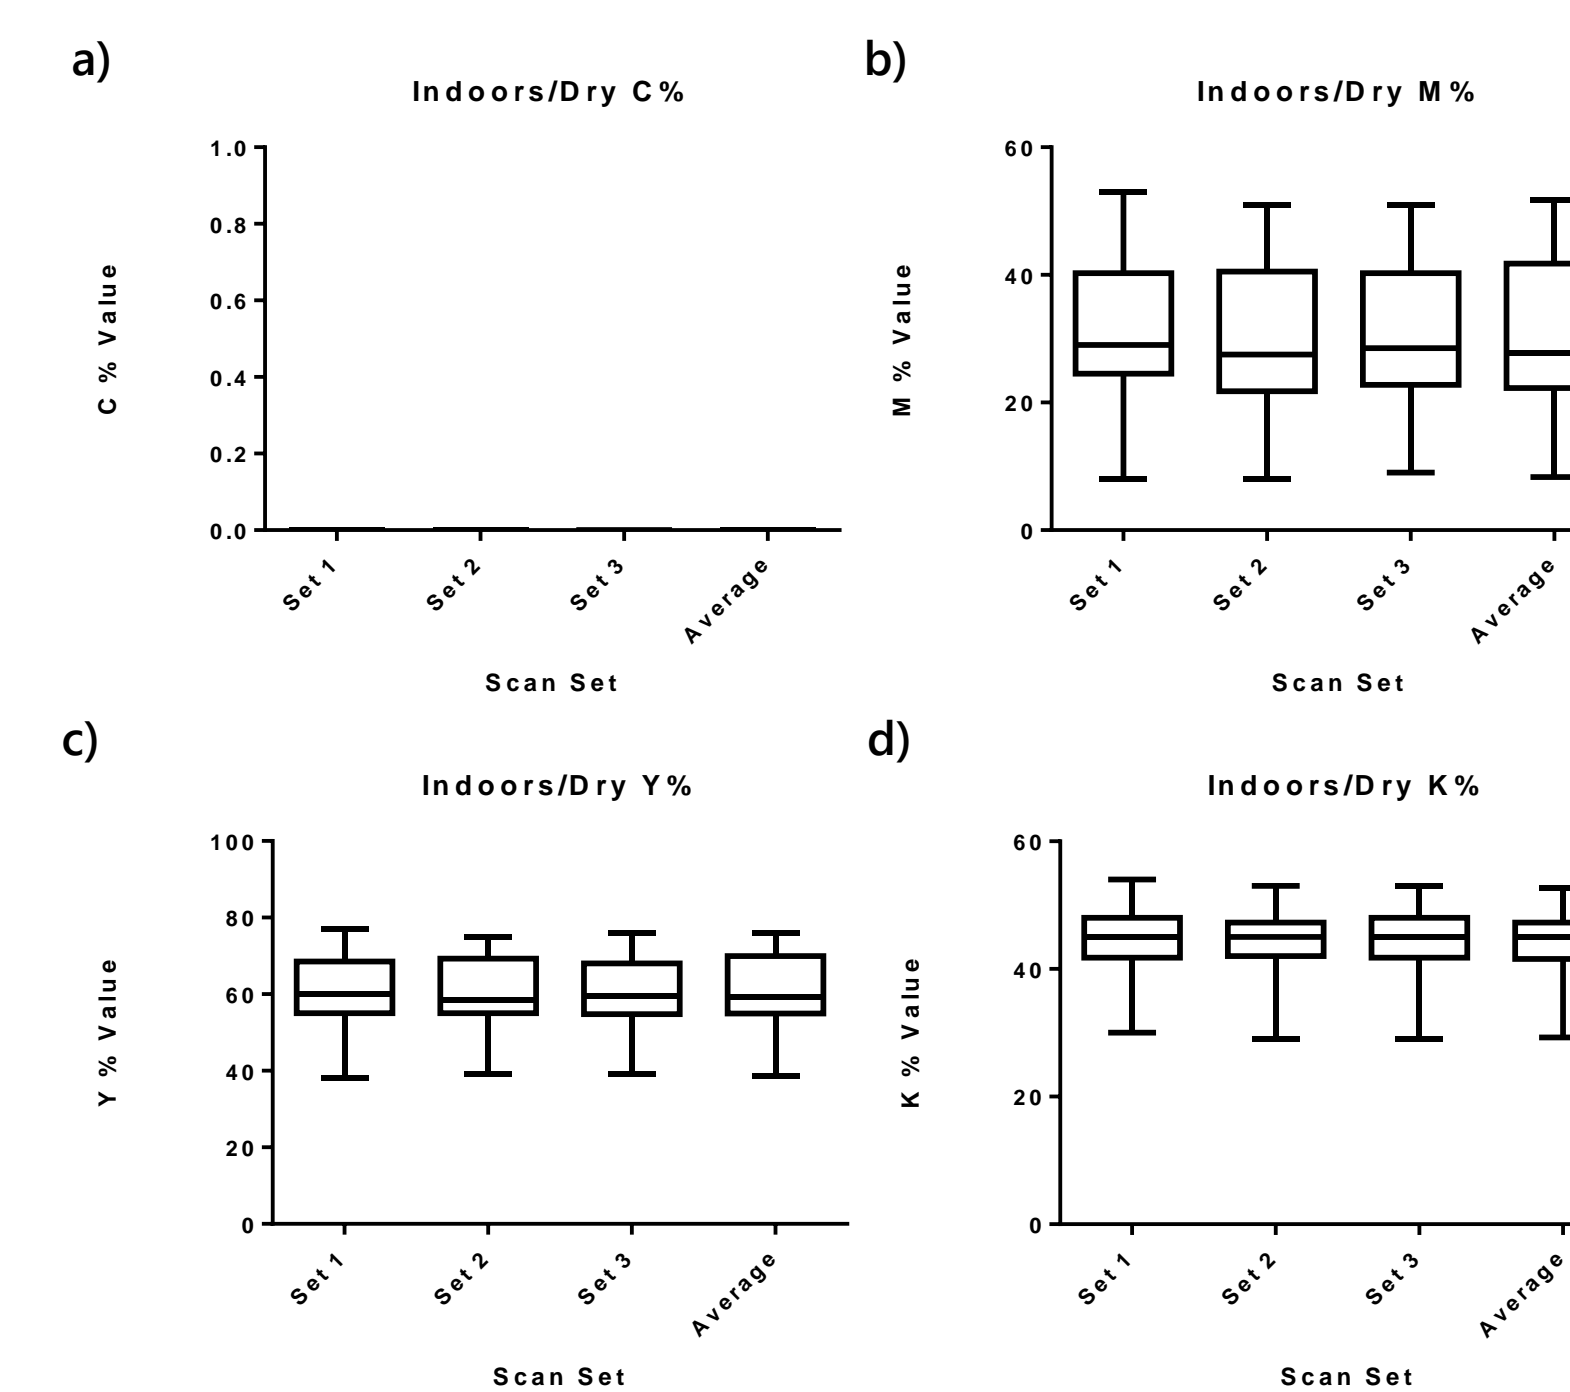 a)
Indoors/Dry C%
1.0
0.8
0.6
0.4
0.2
0.0
C % Value
Set 1
Set 2
Set 3
Average
Scan Set
b)
Indoors/Dry M%
60
40
20
0
M % Value
Set 1
Set 2
Set 3
Average
Scan Set
c)
Indoors/Dry Y%
100
80
60
40
20
0
Y % Value
Set 1
Set 2
Set 3
Average
Scan Set
d)
Indoors/Dry K%
60
40
20
0
K % Value
Set 1
Set 2
Set 3
Average
Scan Set